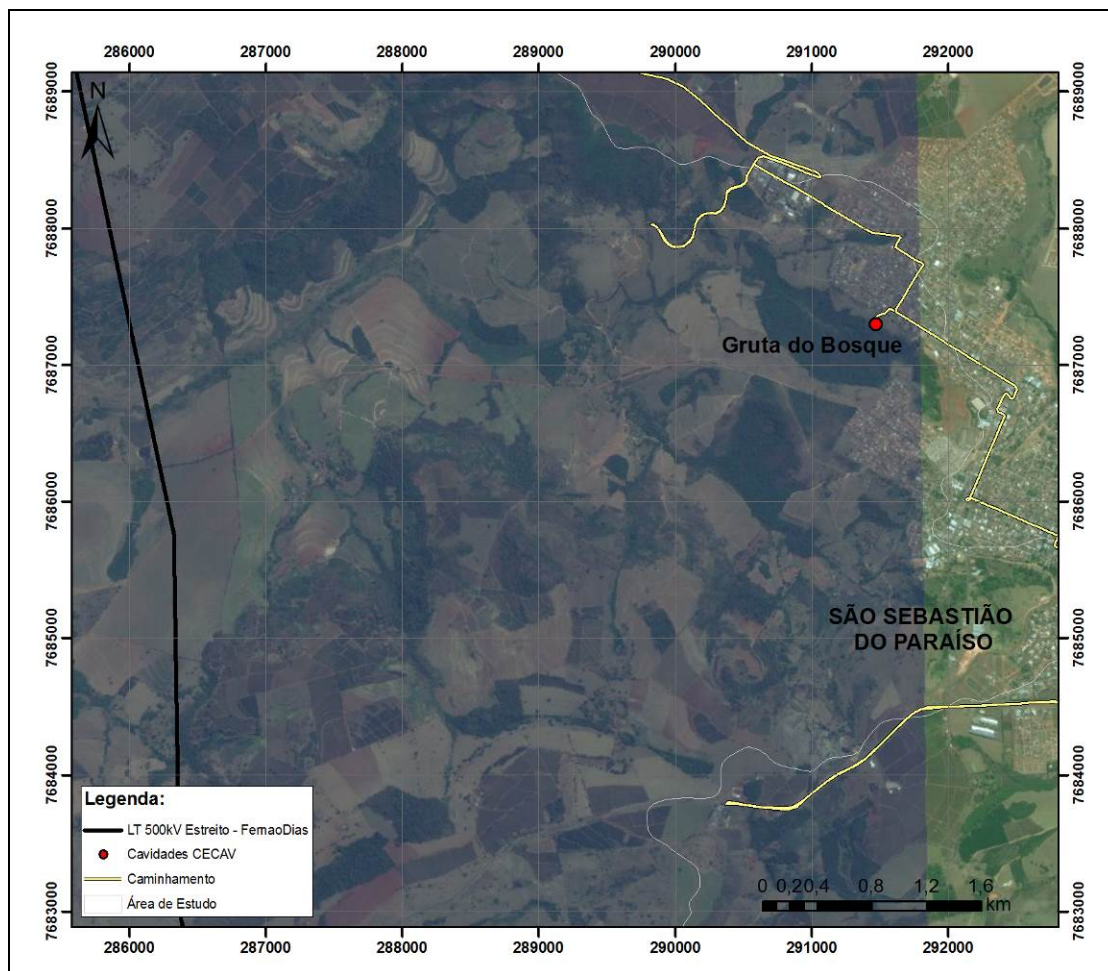 286000 287000 288000 289000 290000 291000 292000
7689000 7689000
N
7688000 7688000
Gruta do Bosque
7687000 7687000
7686000 7686000
SÃO SEBASTIÃO
DO PARAÍSO
7685000 7685000
7684000 7684000
Legenda:
LT 500kV Estreito - FernaoDias
Cavidades CECAV
Caminhamento
Área de Estudo
0 0,20,4 0,8 1,2 1,6
km
7683000 7683000
286000 287000 288000 289000 290000 291000 292000